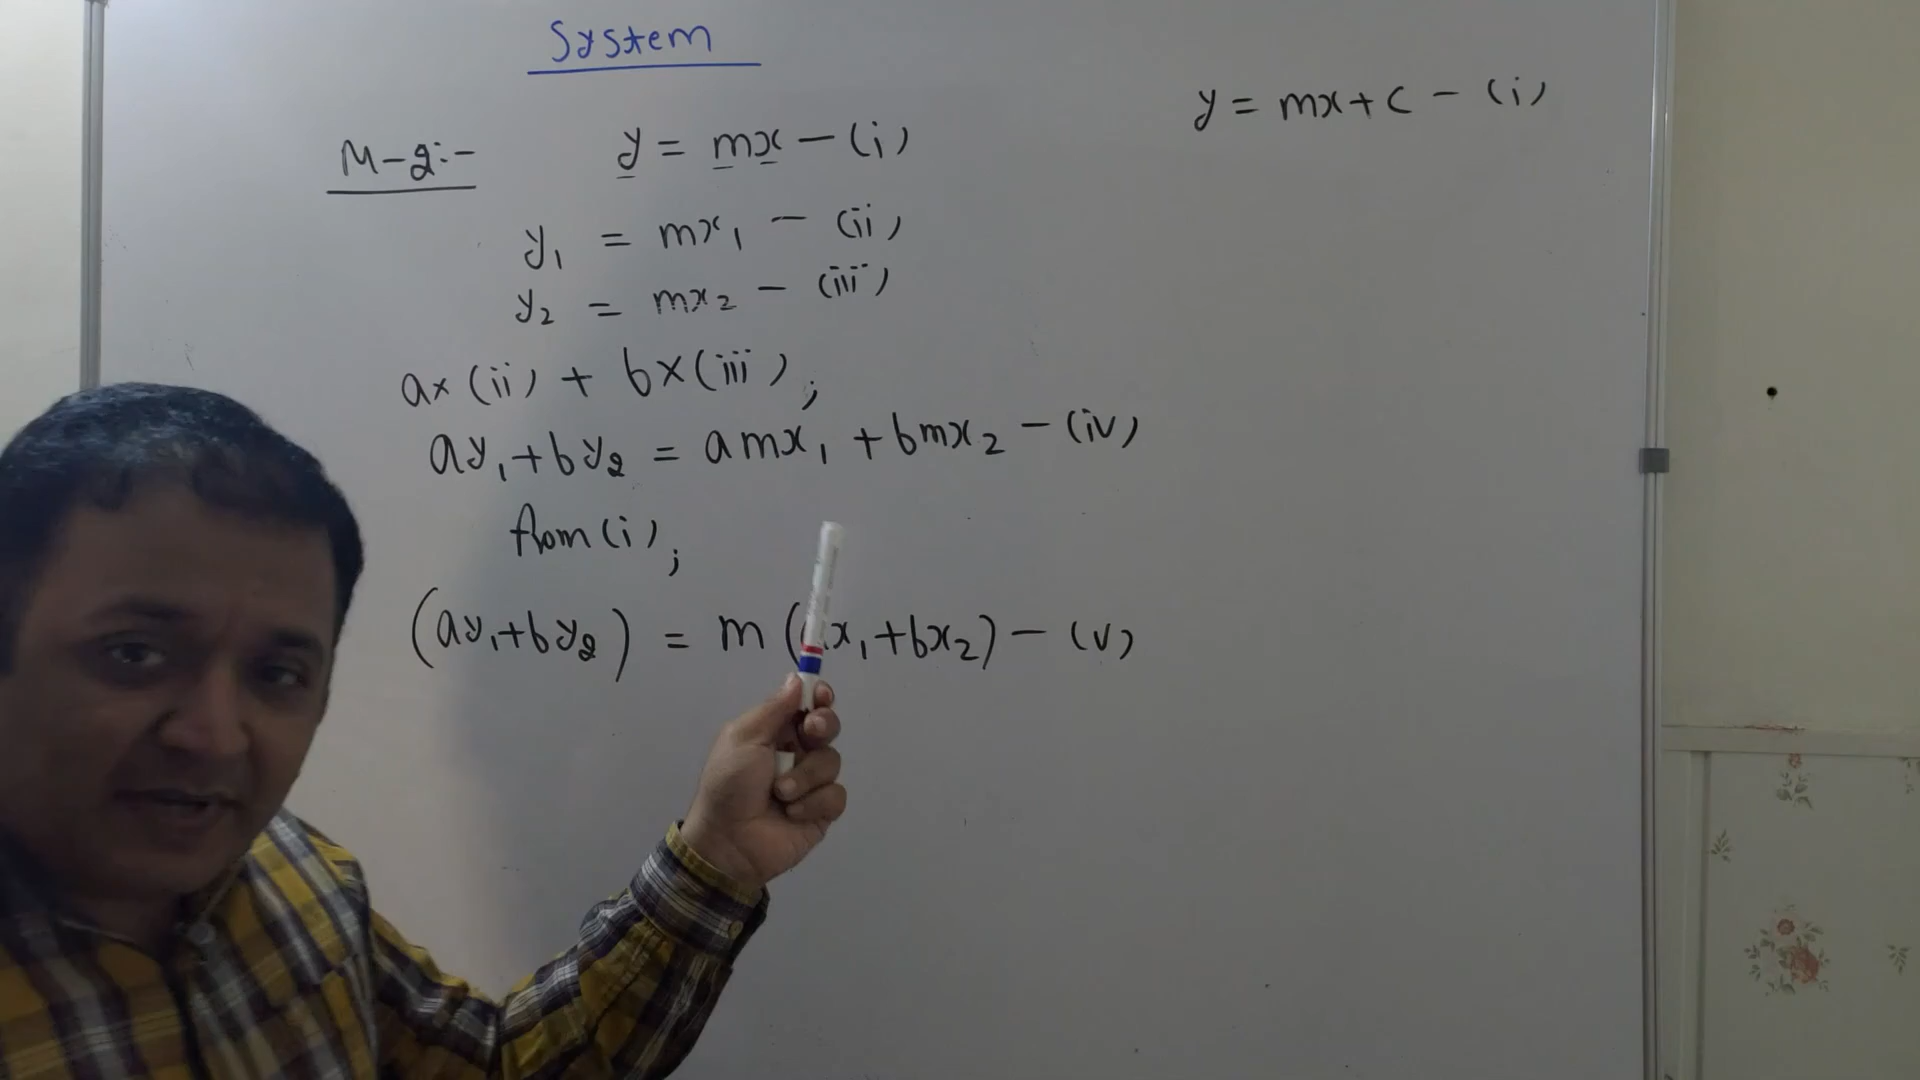 System
M-2:-
y = mx - (i)
y₁ = mx₁ - (ii)
y₂ = mx₂ - (iii)
a×(ii) + b×(iii);
ay₁+by₂ = amx₁ + bmx₂ - (iv)
from (i);
(ay₁+by₂) = m( x₁+bx₂) - (v)
y = mx+c - (i)